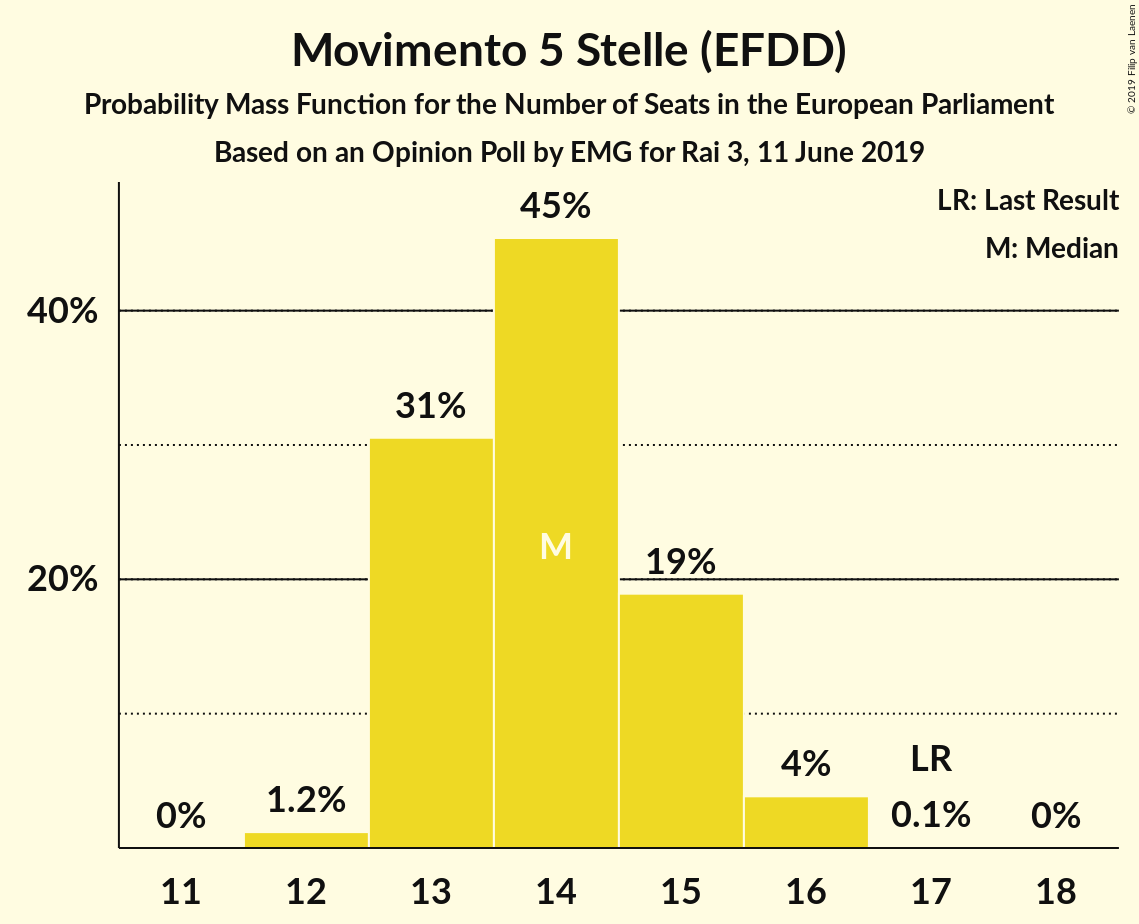 Movimento 5 Stelle (EFDD)
Probability Mass Function for the Number of Seats in the European Parliament
Based on an Opinion Poll by EMG for Rai 3, 11 June 2019
© 2019 Filip van Laenen
LR: Last Result
M: Median
45%
40%
31%
M
19%
20%
4%
LR
1.2%
0%
0.1%
0%
11 12 13 14 15 16 17 18